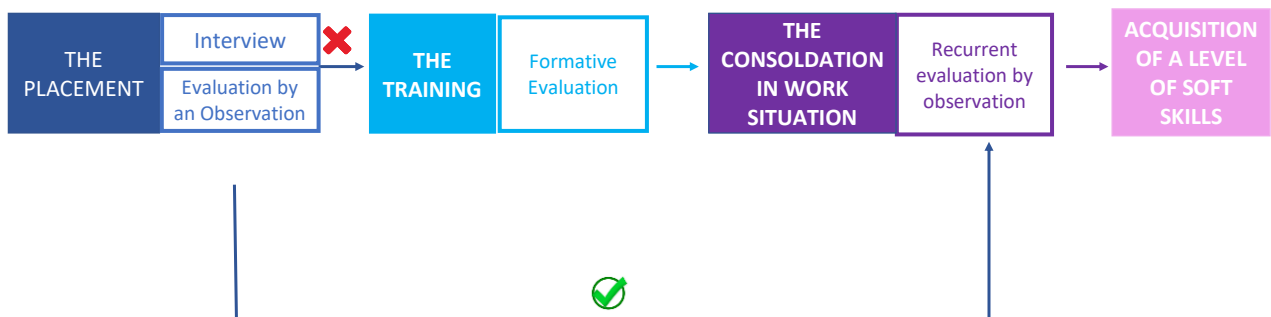 THE
PLACEMENT
Interview
Evaluation by
an Observation
THE
TRAINING
Formative
Evaluation
THE
CONSOLDATION
IN WORK
SITUATION
Recurrent
evaluation by
observation
ACQUISITION
OF A LEVEL
OF SOFT
SKILLS